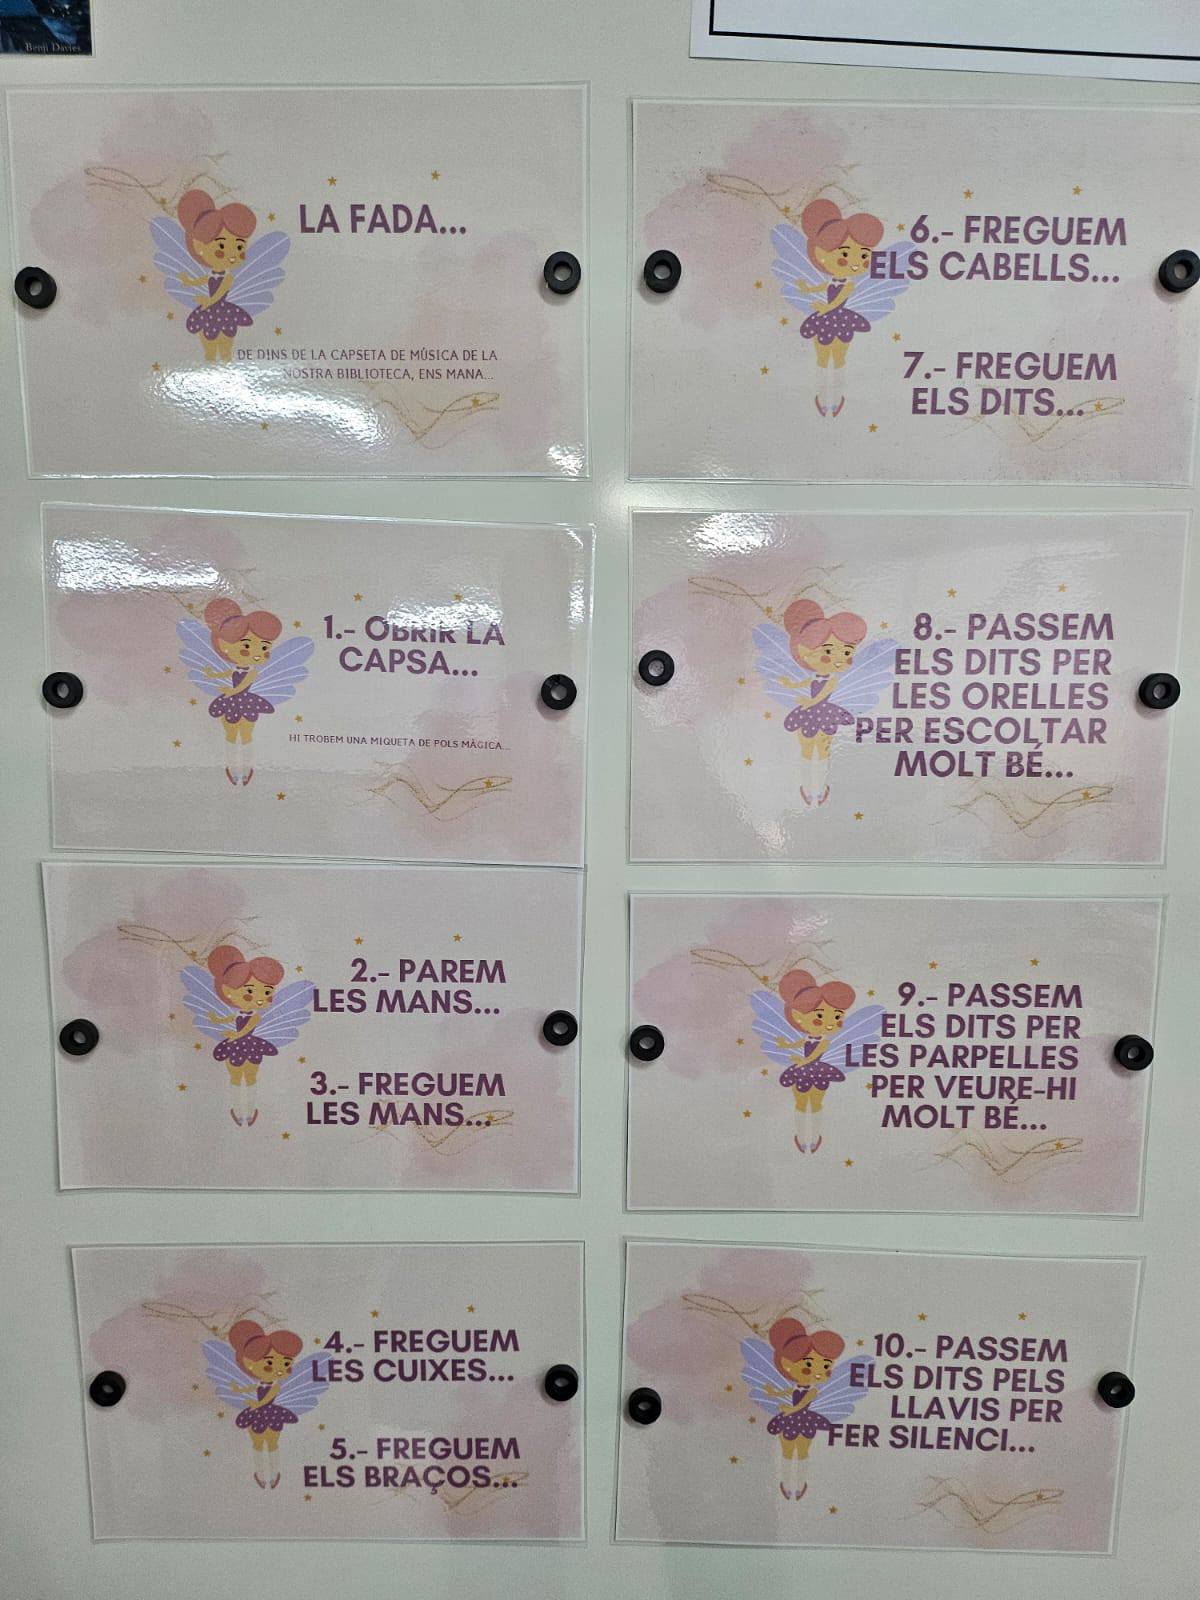 Benji Davies
LA FADA...
DE DINS DE LA CAPSETA DE MÚSICA DE LA
NOSTRA BIBLIOTECA, ENS MANA...
1.- OBRIR LA
CAPSA...
HI TROBEM UNA MIQUETA DE POLS MÀGICA...
2.- PAREM
LES MANS...
3.- FREGUEM
LES MANS...
4.- FREGUEM
LES CUIXES...
5.- FREGUEM
ELS BRAÇOS...
6.- FREGUEM
ELS CABELLS...
7.- FREGUEM
ELS DITS...
8.- PASSEM
ELS DITS PER
LES ORELLES
PER ESCOLTAR
MOLT BÉ...
9.- PASSEM
ELS DITS PER
LES PARPELLES
PER VEURE-HI
MOLT BÉ...
10.- PASSEM
ELS DITS PELS
LLAVIS PER
FER SILENCI...